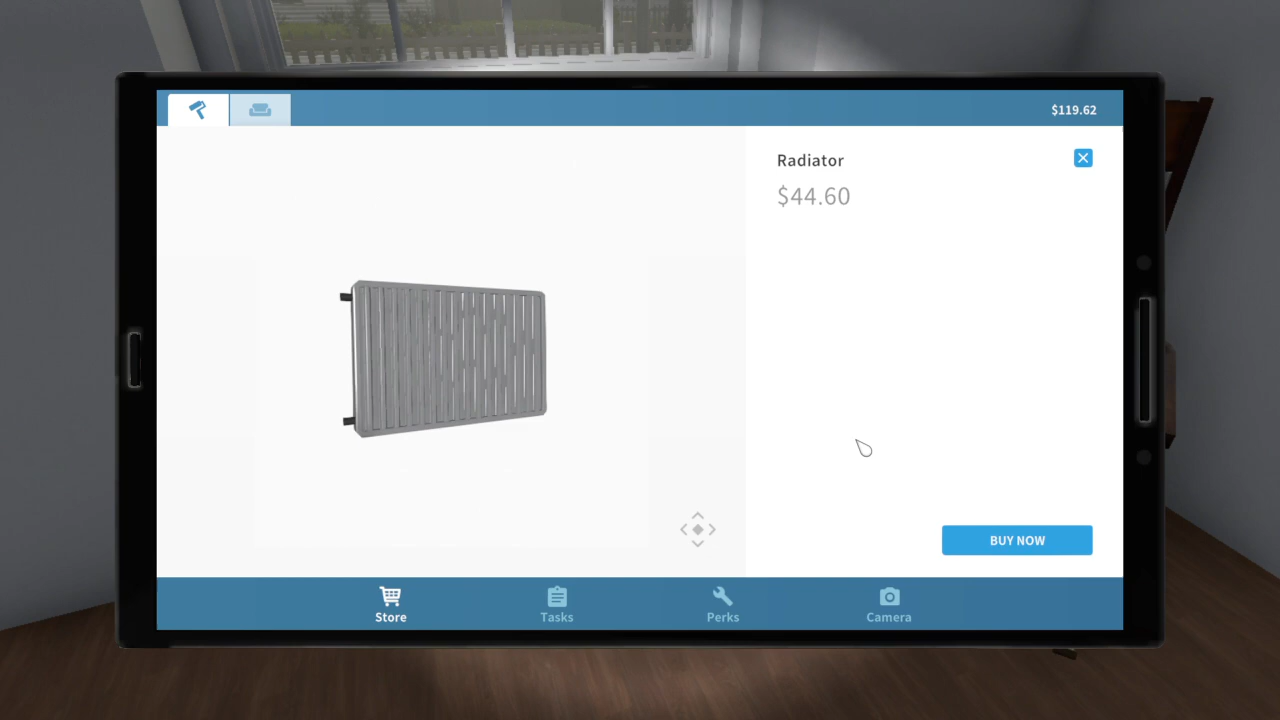 $119.62
Radiator
$44.60
BUY NOW
Store
Tasks
Perks
Camera